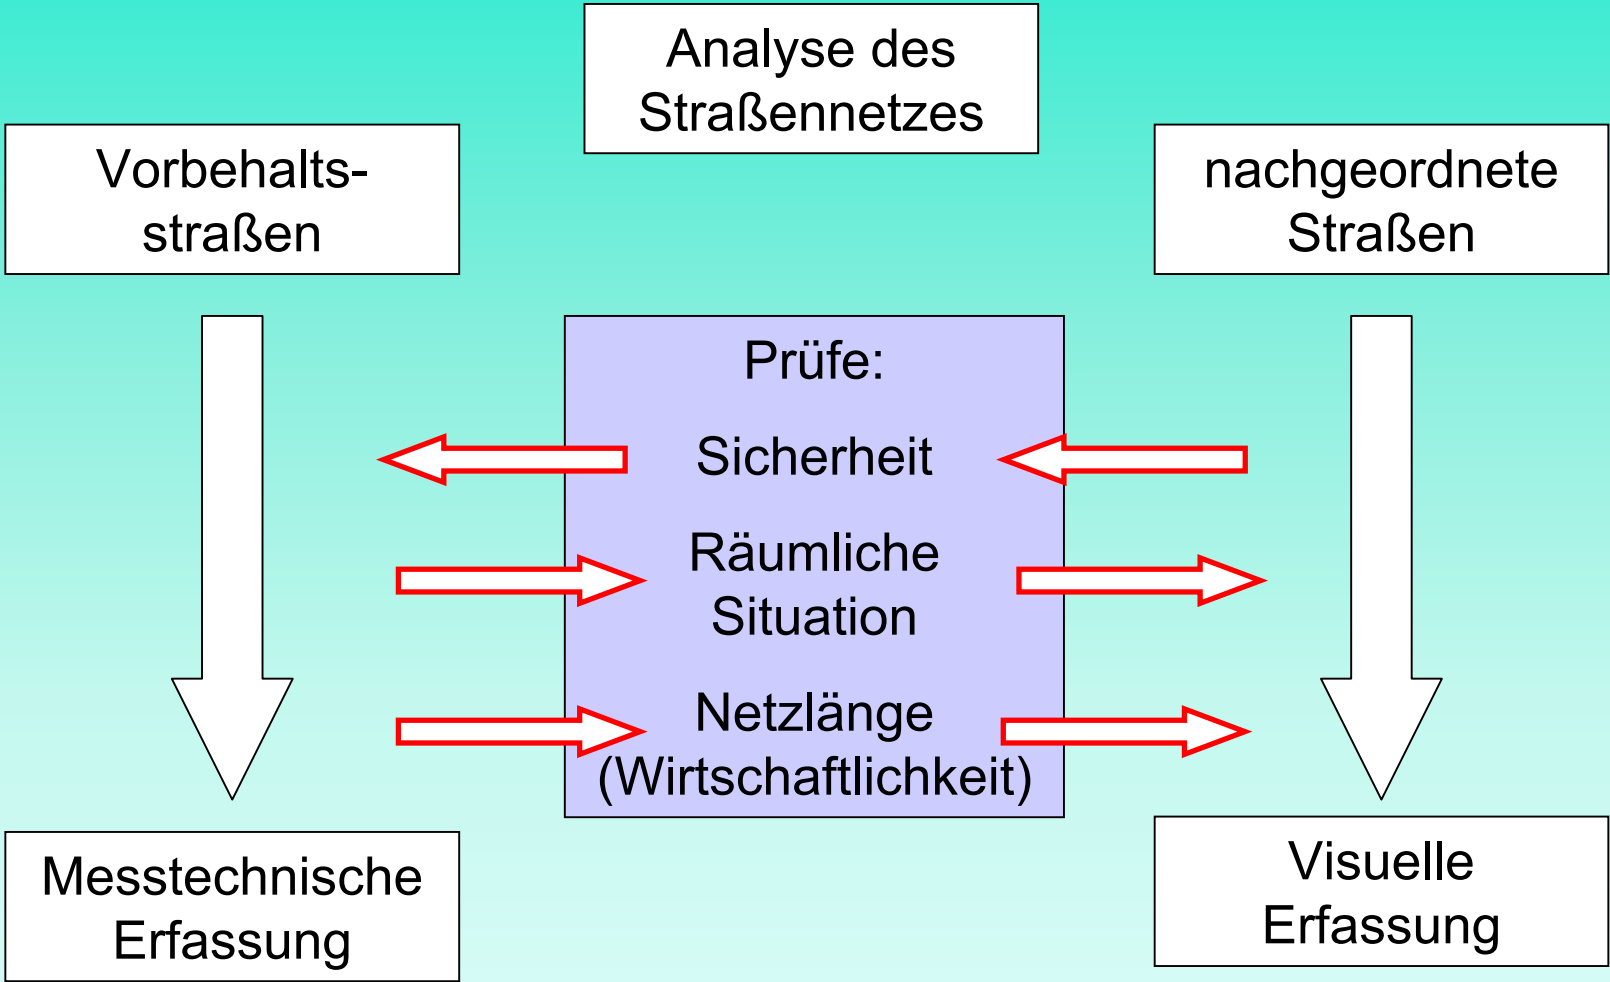 Analyse des
Straßennetzes
Vorbehalts-
straßen
nachgeordnete
Straßen
Prüfe:
Sicherheit
Räumliche
Situation
Netzlänge
(Wirtschaftlichkeit)
Messtechnische
Erfassung
Visuelle
Erfassung